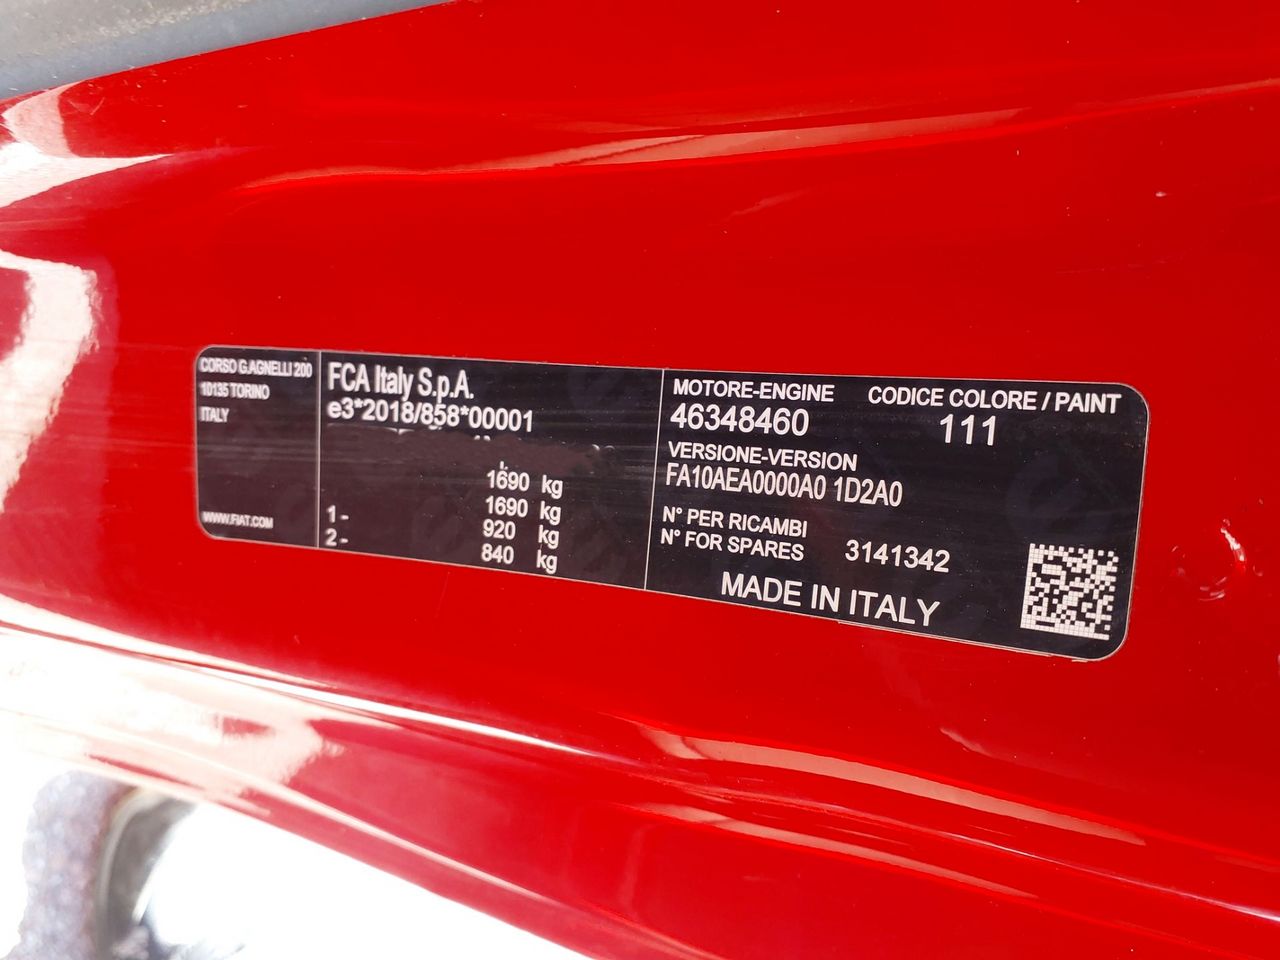 CORSO G.AGNELLI 200
10135 TORINO
ITALY
WWW.FIAT.COM
FCA Italy S.p.A.
e3*2018/858*00001
1690 kg
1690 kg
1- 920 kg
2- 840 kg
MOTORE-ENGINE
46348460
CODICE COLORE / PAINT
111
VERSIONE-VERSION
FA10AEA0000A0 1D2A0
N° PER RICAMBI
N° FOR SPARES 3141342
MADE IN ITALY